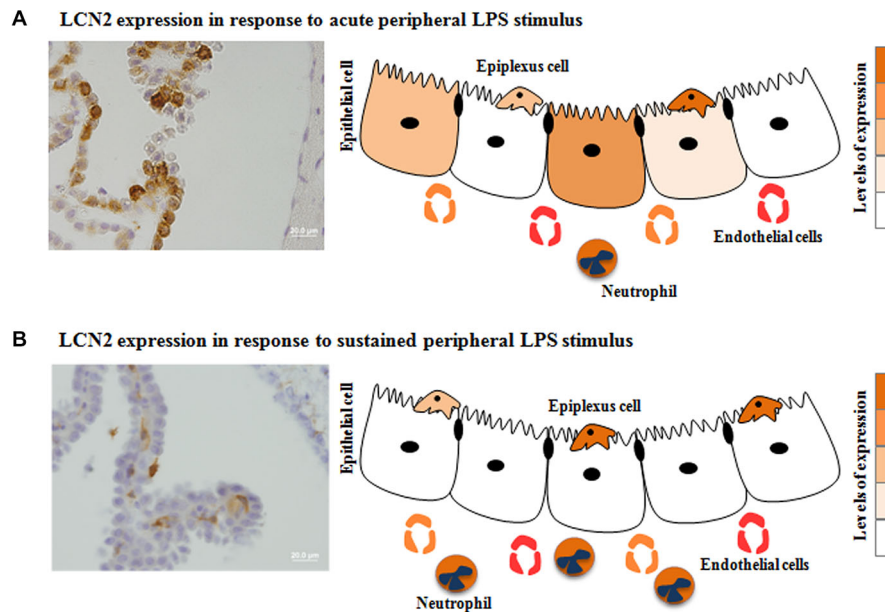 A
LCN2 expression in response to acute peripheral LPS stimulus
Epithelial cell
Epiplexus cell
Levels of expression
Endothelial cells
Neutrophil
20.0 µm
B
LCN2 expression in response to sustained peripheral LPS stimulus
Epithelial cell
Epiplexus cell
Levels of expression
Endothelial cells
Neutrophil
20.0 µm